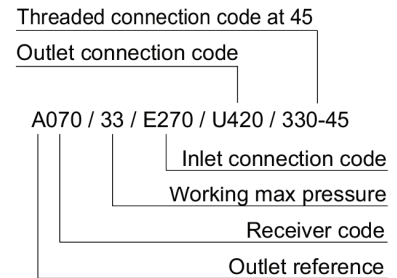 Threaded connection code at 45
Outlet connection code
A070 / 33 / E270 / U420 / 330-45
Inlet connection code
Working max pressure
Receiver code
Outlet reference